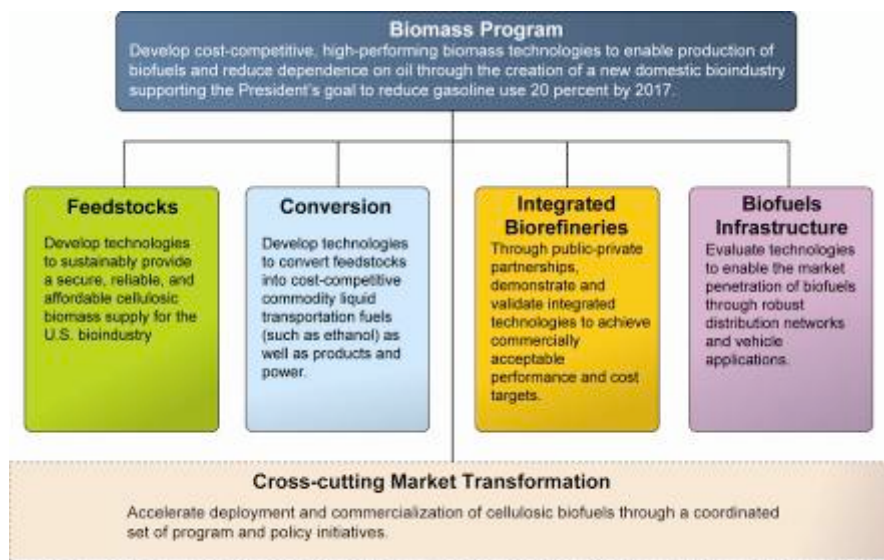 Biomass Program
Develop cost-competitive, high-performing biomass technologies to enable production of
biofuels and reduce dependence on oil through the creation of a new domestic bioindustry
supporting the President's goal to reduce gasoline use 20 percent by 2017.
Feedstocks
Develop technologies
to sustainably provide
a secure, reliable, and
affordable cellulosic
biomass supply for the
U.S. bioindustry
Conversion
Develop technologies
to convert feedstocks
into cost-competitive
commodity liquid
transportation fuels
(such as ethanol) as
well as products and
power.
Integrated
Biorefineries
Through public-private
partnerships,
demonstrate and
validate integrated
technologies to achieve
commercially
acceptable
performance and cost
targets.
Biofuels
Infrastructure
Evaluate technologies
to enable the market
penetration of biofuels
through robust
distribution networks
and vehicle
applications.
Cross-cutting Market Transformation
Accelerate deployment and commercialization of cellulosic biofuels through a coordinated
set of program and policy initiatives.